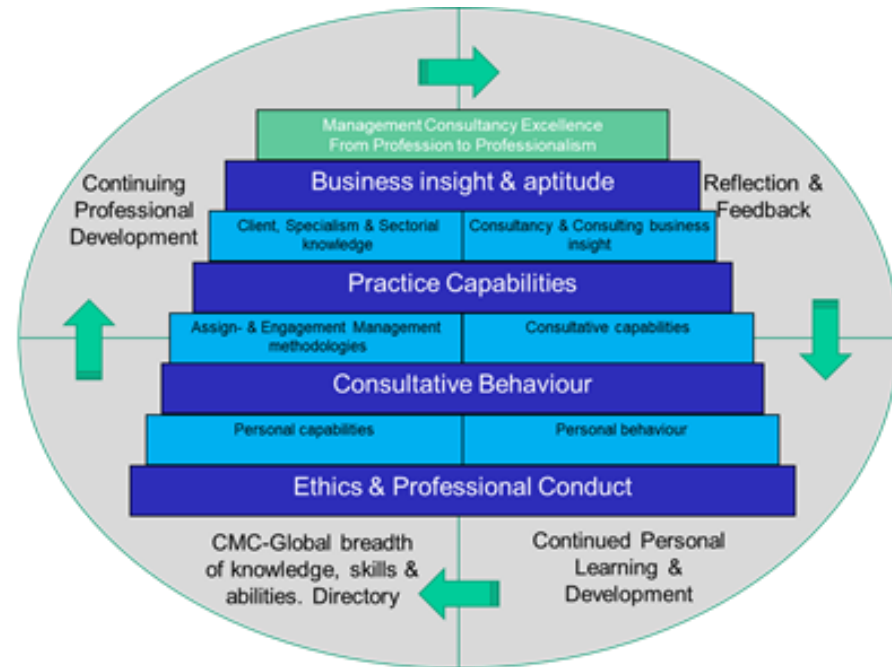 Management Consultancy Excellence
From Profession to Professionalism
Business insight & aptitude
Continuing
Professional
Development
Reflection &
Feedback
Client, Specialism & Sectorial
knowledge
Consultancy & Consulting business
insight
Practice Capabilities
Assign- & Engagement Management
methodologies
Consultative capabilities
Consultative Behaviour
Personal capabilities
Personal behaviour
Ethics & Professional Conduct
CMC-Global breadth
of knowledge, skills &
abilities. Directory
Continued Personal
Learning &
Development